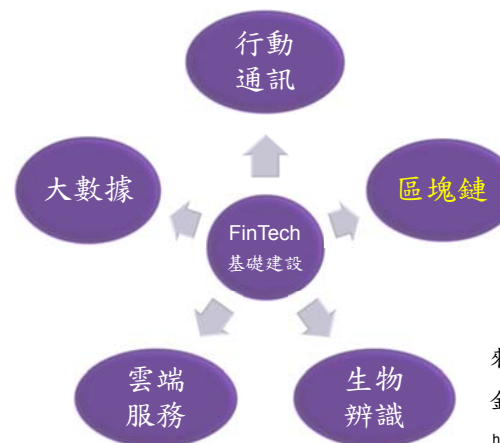 行動
通訊
大數據
區塊鏈
FinTech
基礎建設
雲端
服務
生物
辨識